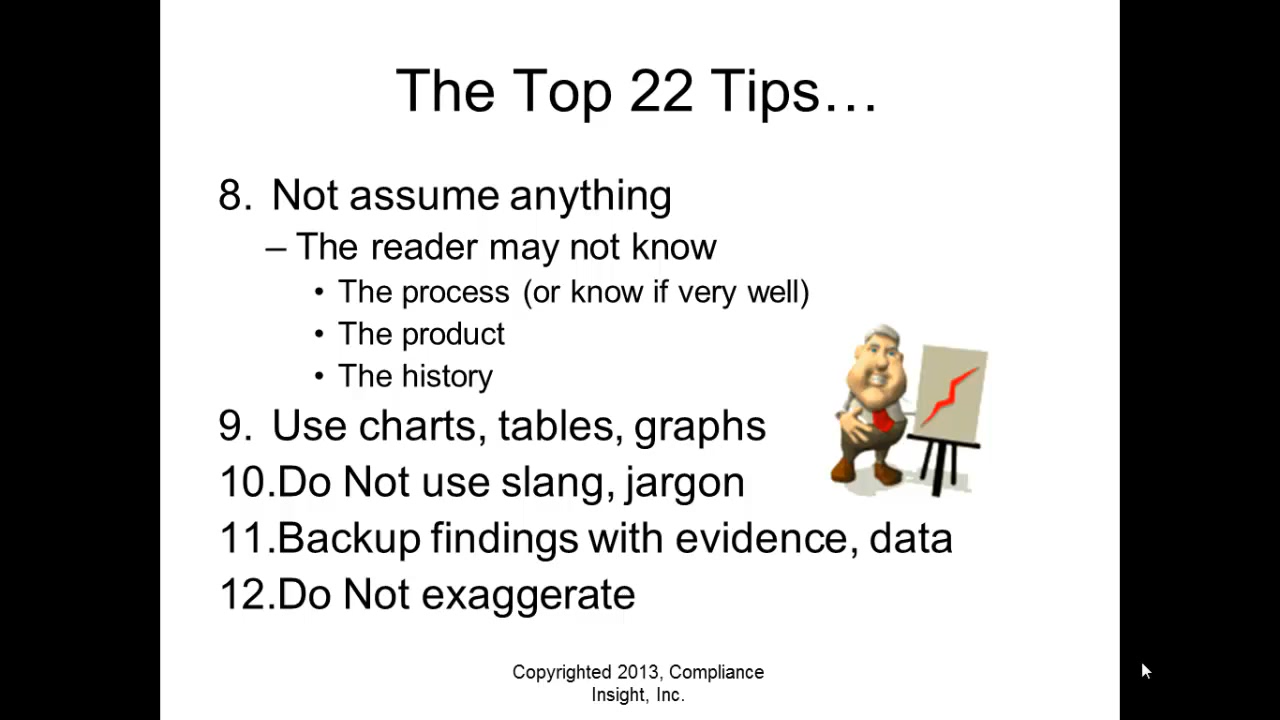 The Top 22 Tips…
8. Not assume anything
– The reader may not know
• The process (or know if very well)
• The product
• The history
9. Use charts, tables, graphs
10.Do Not use slang, jargon
11.Backup findings with evidence, data
12.Do Not exaggerate
Copyrighted 2013, Compliance
Insight, Inc.